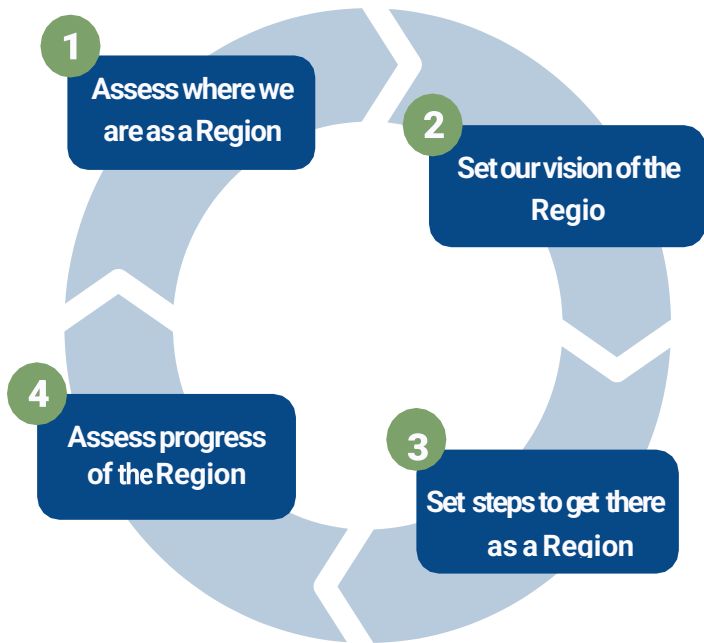 1
Assess where we
are as a Region
2
Set our vision of the
Regio
3
Set steps to get there
as a Region
4
Assess progress
of the Region